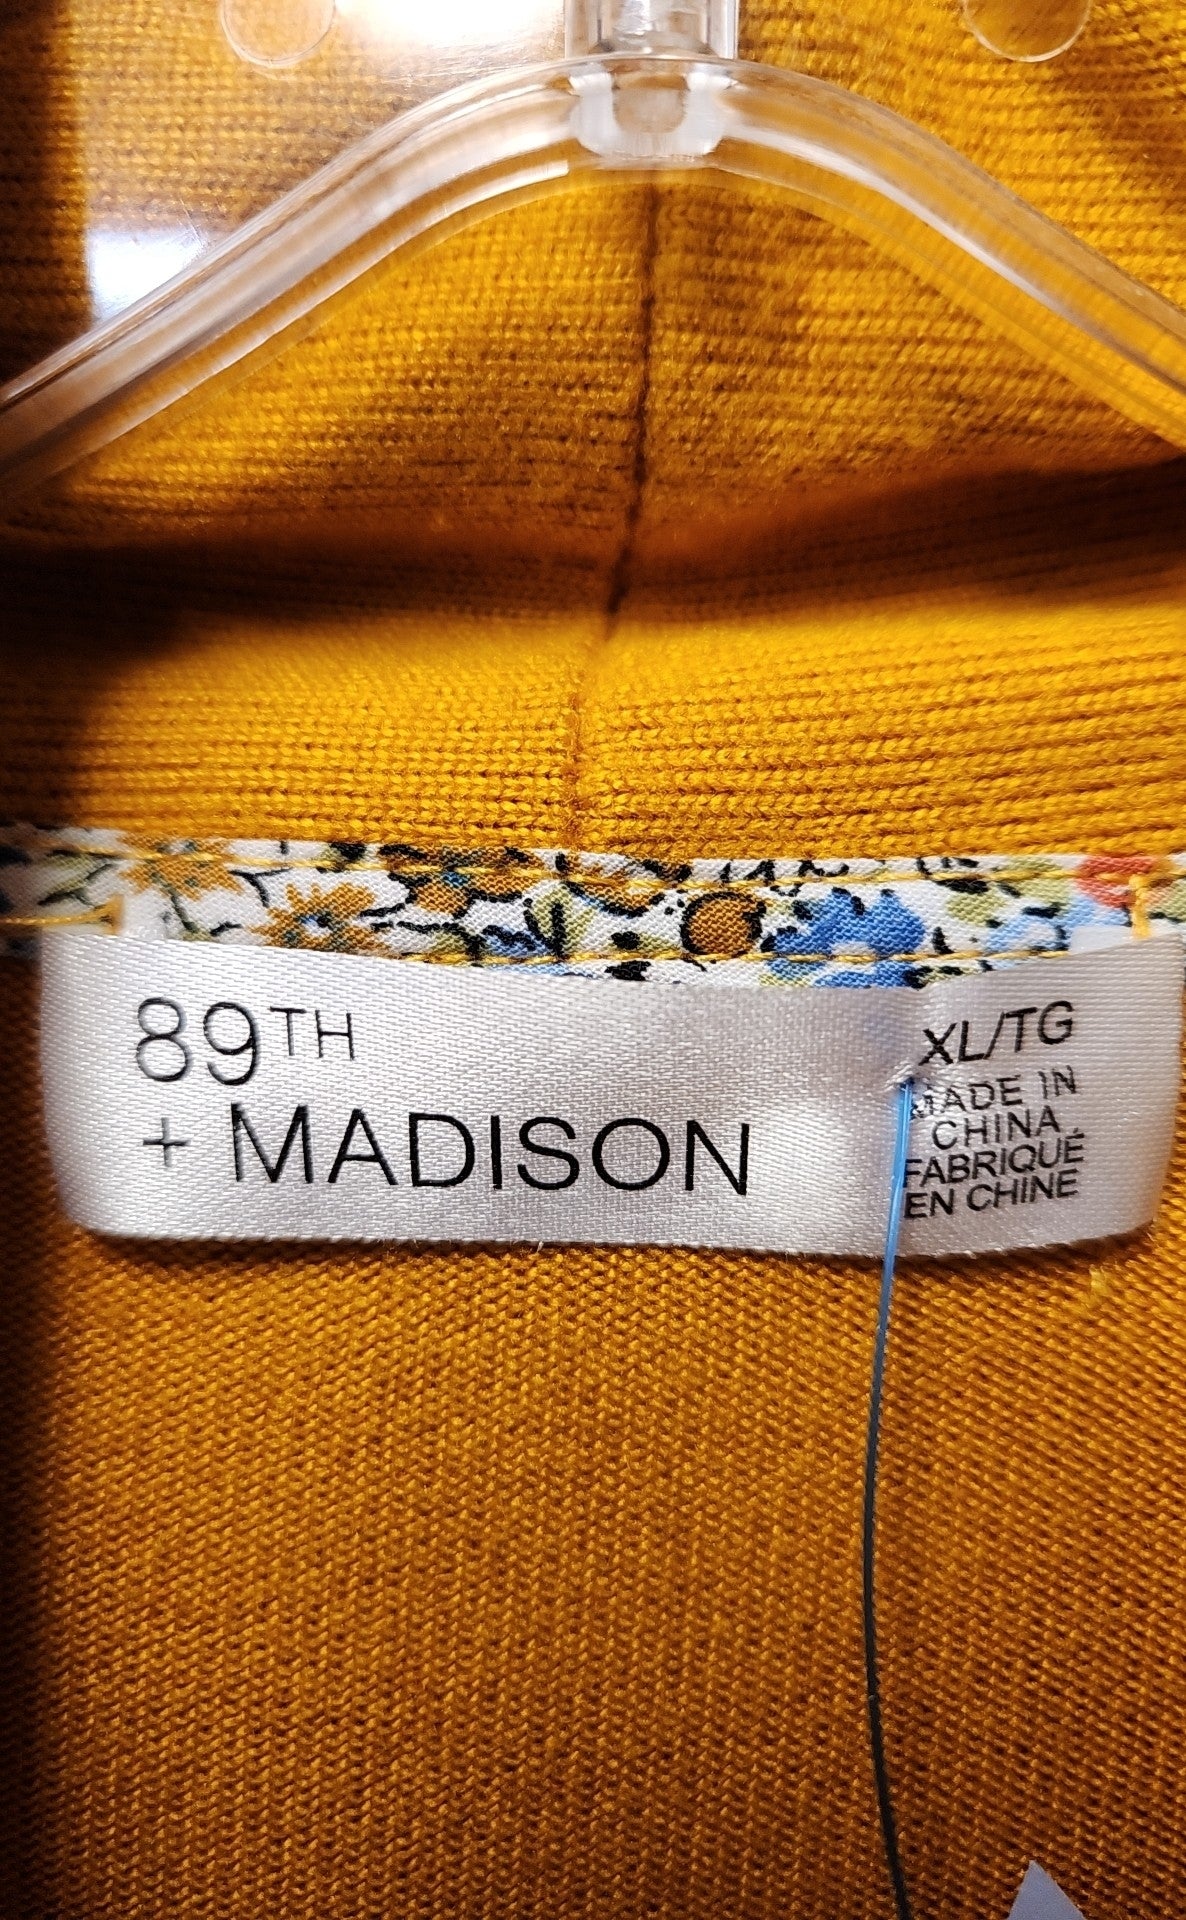 89TH
+ MADISON
XL/TG
MADE IN
CHINA
FABRIQUÉ
EN CHINE